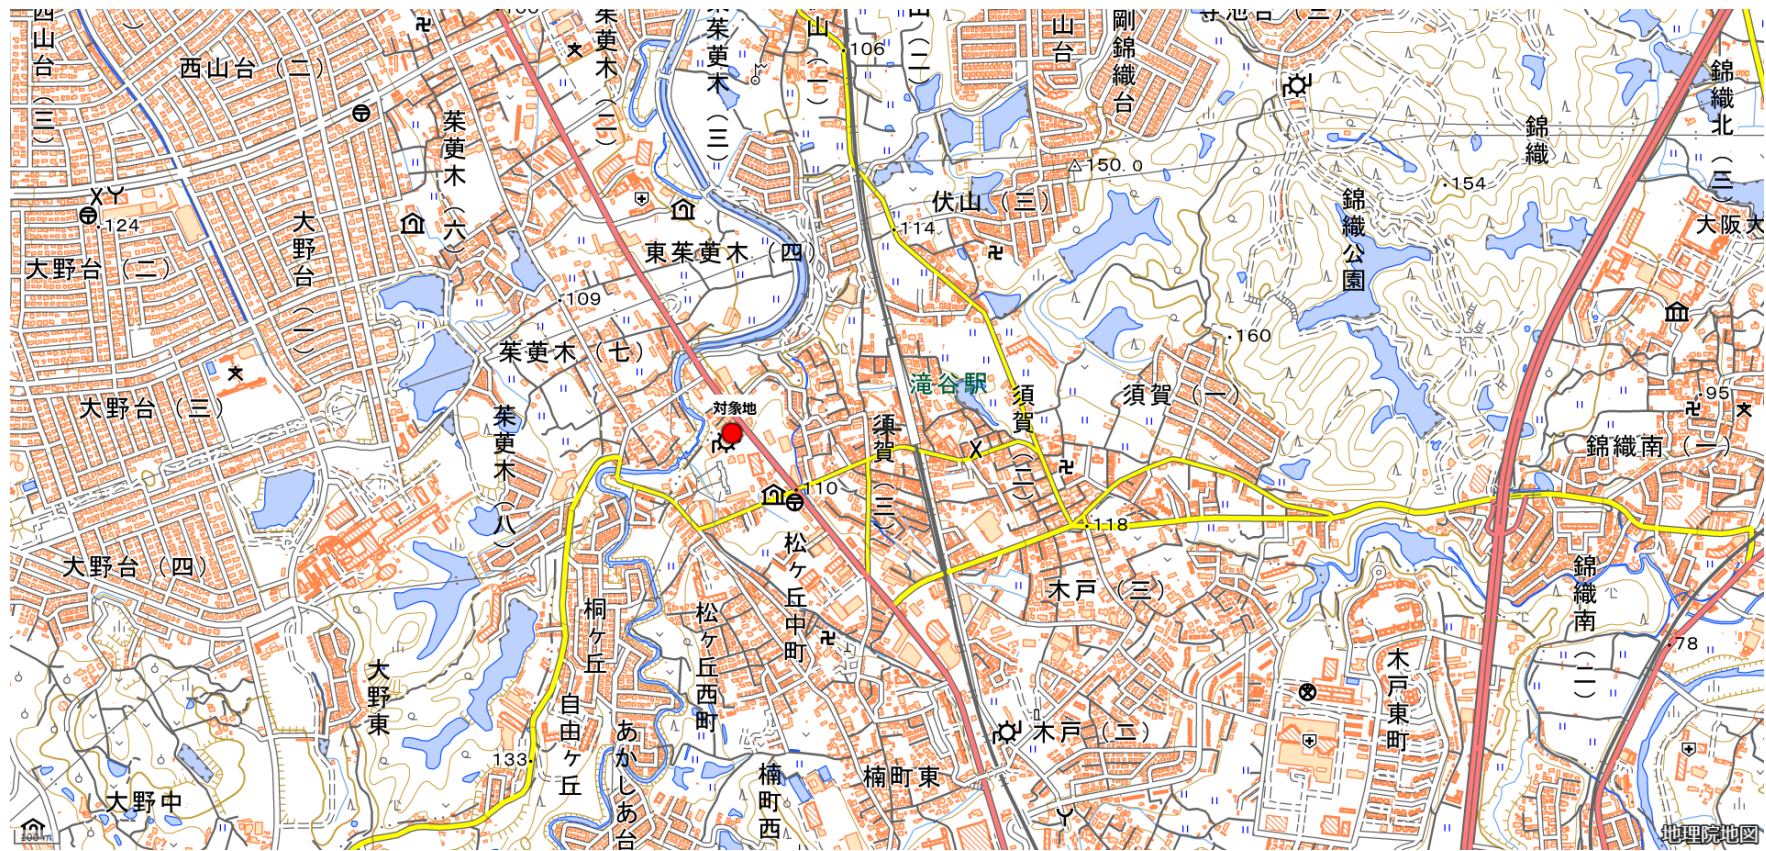 西山台(二)
茱萸木(二)
茱萸木(三)
山(一)
106
山台
剛錦織台
寺池台(三)
錦織
錦織北(三)
茱萸木(六)
150.0
154
124
大野台(二)
大野台(一)
東茱萸木(四)
114
伏山(三)
錦織公園
大阪大
109
160
茱萸木(七)
滝谷駅
須賀(一)
須賀(二)
95
大野台(三)
茱萸木(八)
対象地
須賀(三)
錦織南(一)
110
118
大野台(四)
松ケ丘中町
木戸(三)
錦織南(二)
桐ケ丘
松ケ丘西町
78
大野東
自由ケ丘
あかしあ台
木戸東町
木戸(二)
133
楠町西
楠町東
大野中
地理院地図